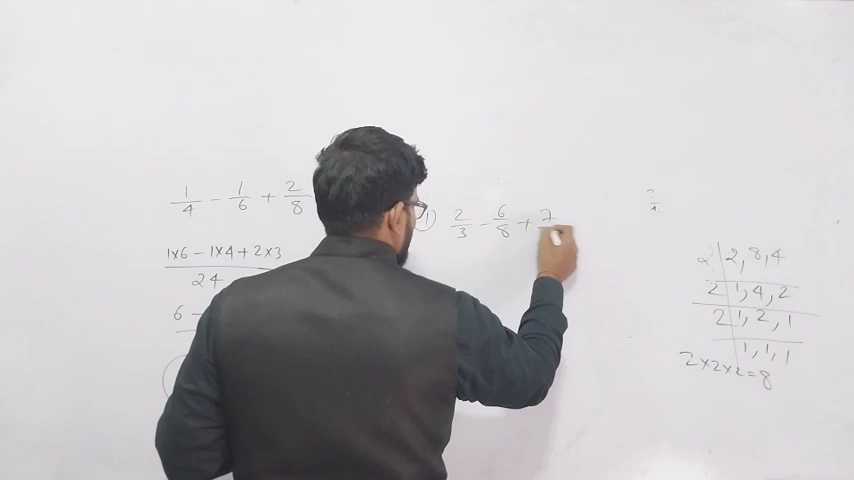 1/4 - 1/6 + 2/8
1×6 - 1×4 + 2×3
24
6 -
1) 2/3 - 6/8 + 7/
2 | 2, 8, 4
2 | 1, 4, 2
2 | 1, 2, 1
1, 1, 1
2×2×2=8